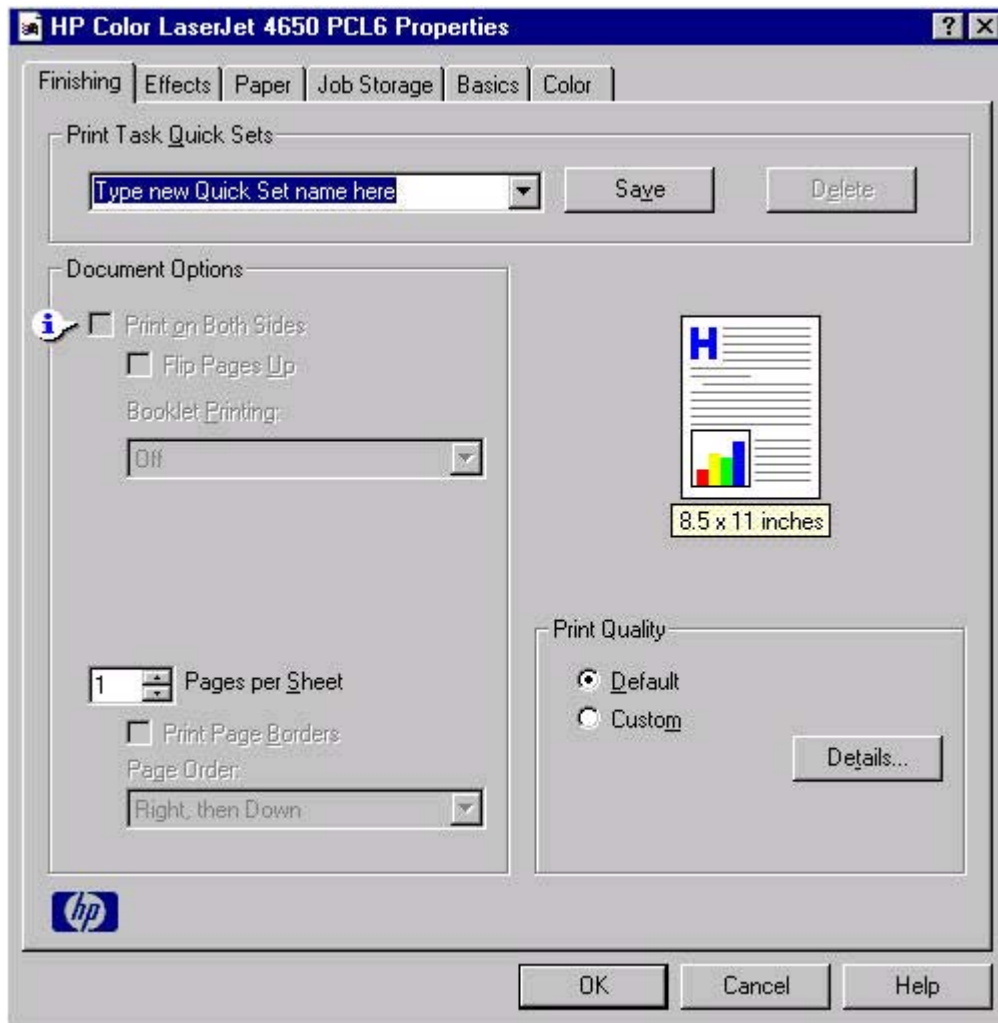 HP Color LaserJet 4650 PCL6 Properties
? X
Finishing Effects Paper Job Storage Basics Color
Print Task Quick Sets
Type new Quick Set name here Save Delete
Document Options
i Print on Both Sides
Flip Pages Up
Booklet Printing:
Off
H
8.5 x 11 inches
1 Pages per Sheet
Print Page Borders
Page Order:
Right, then Down
Print Quality
Default
Custom
Details...
hp
OK Cancel Help